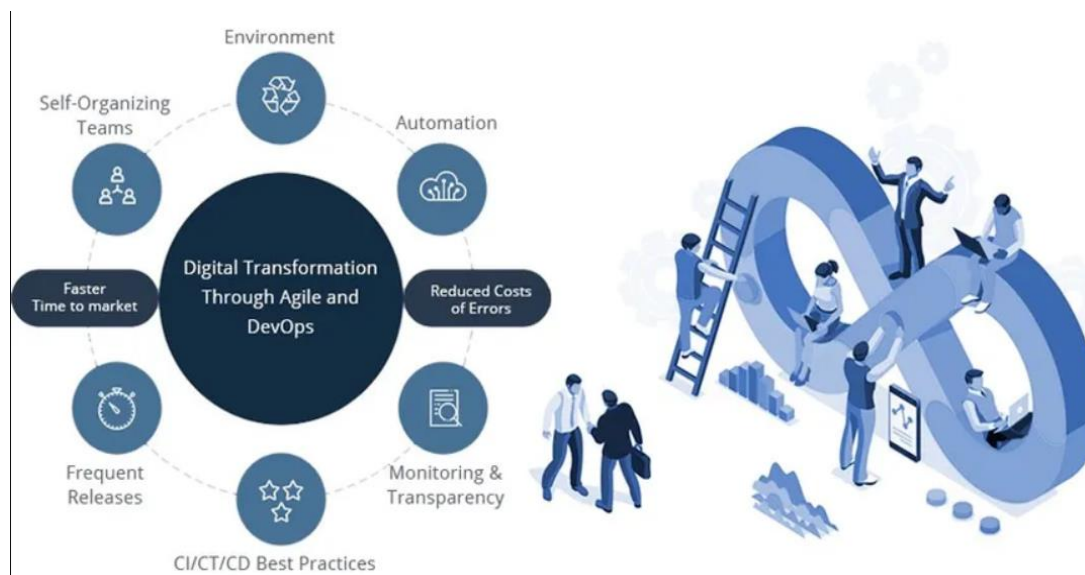 Environment
Self-Organizing
Teams
Automation
Faster
Time to market
Digital Transformation
Through Agile and
DevOps
Reduced Costs
of Errors
Frequent
Releases
Monitoring &
Transparency
CI/CT/CD Best Practices